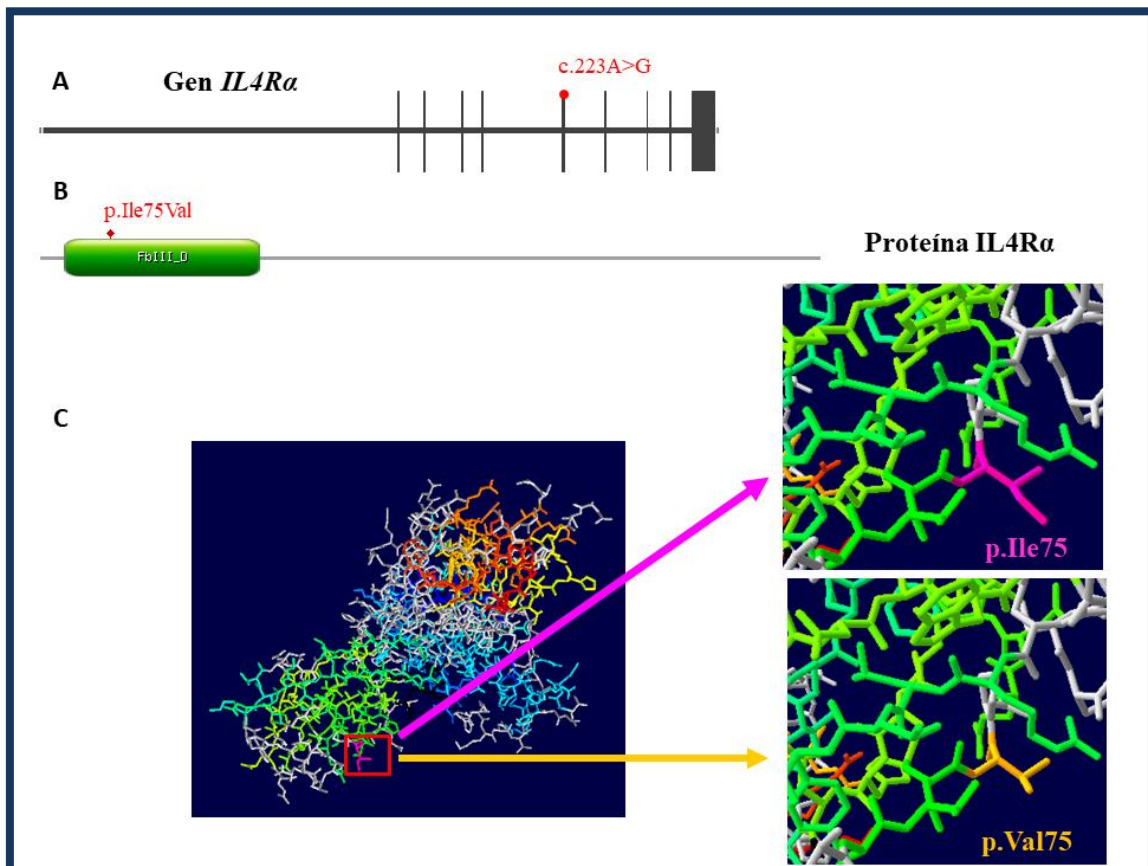 A
Gen IL4Rα
c.223A>G
B
p.Ile75Val
FbIII_D
Proteína IL4Rα
C
p.Ile75
p.Val75